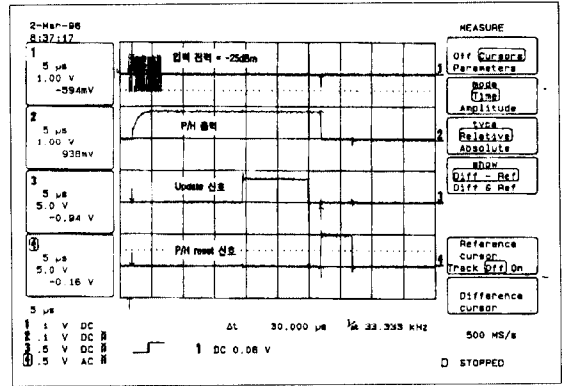 2-Mar-96
8:37:17
1
5 µs
1.00 V
-594mV
2
5 µs
1.00 V
938mV
3
5 µs
5.0 V
-0.94 V
4
5 µs
5.0 V
-0.16 V
5 µs
입력 전력 = -25dBm
1
P/H 출력
2
Update 신호
3
P/H reset 신호
4
MEASURE
Off Cursors
Parameters
mode
Time
Amplitude
type
Relative
Absolute
show
Diff - Ref
Diff & Ref
Reference
cursor
Track Off On
Difference
cursor
1 .1 V DC
2 .1 V DC
3 .5 V DC
4 .5 V AC
Δt 30.000 µs 1/Δt 33.333 kHz
1 DC 0.08 V
500 MS/s
STOPPED